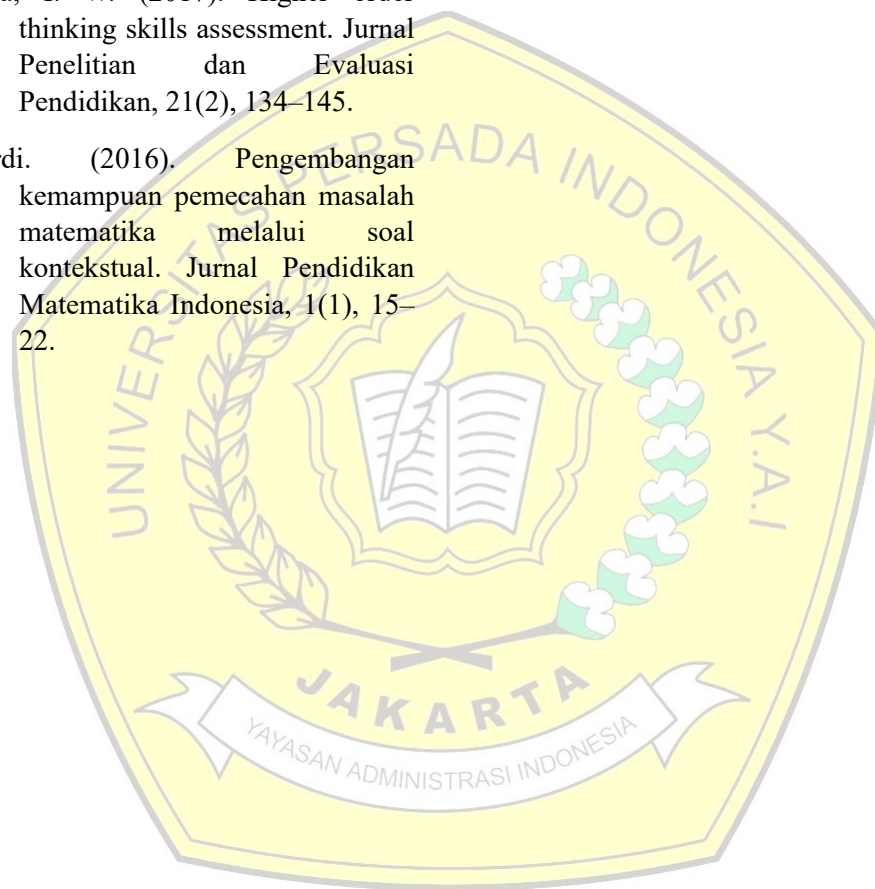 thinking skills assessment. Jurnal
Penelitian dan Evaluasi
Pendidikan, 21(2), 134–145.
(2016). Pengembangan
kemampuan pemecahan masalah
matematika melalui soal
kontekstual. Jurnal Pendidikan
Matematika Indonesia, 1(1), 15–
22.
UNIVERSITAS PERSADA INDONESIA Y.A.I
JAKARTA
YAYASAN ADMINISTRASI INDONESIA